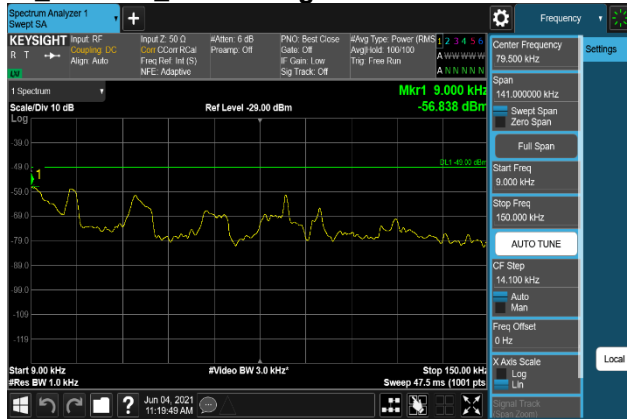 Spectrum Analyzer 1
Swept SA
+
Frequency
KEYSIGHT
R T
LXI
Input: RF
Coupling: DC
Align: Auto
Input Z: 50 Ω
Corr CCorr RCal
Freq Ref: Int (S)
NFE: Adaptive
#Atten: 6 dB
Preamp: Off
PNO: Best Close
Gate: Off
IF Gain: Low
Sig Track: Off
#Avg Type: Power (RMS
Avg|Hold: 100/100
Trig: Free Run
1 2 3 4 5 6
A W W W W W
A N N N N N
1 Spectrum
Scale/Div 10 dB
Log
Ref Level -29.00 dBm
Mkr1 9.000 kHz
-56.838 dBm
-39.0
-49.0
-59.0
-69.0
-79.0
-89.0
-99.0
-109
-119
1
DL1 -49.00 dBm
Start 9.00 kHz
#Res BW 1.0 kHz
#Video BW 3.0 kHz*
Stop 150.00 kHz
Sweep 47.5 ms (1001 pts
Jun 04, 2021
11:19:49 AM
?
Center Frequency
79.500 kHz
Span
141.000000 kHz
Swept Span
Zero Span
Full Span
Start Freq
9.000 kHz
Stop Freq
150.000 kHz
AUTO TUNE
CF Step
14.100 kHz
Auto
Man
Freq Offset
0 Hz
X Axis Scale
Log
Lin
Signal Track
(Span Zoom)
Settings
Local